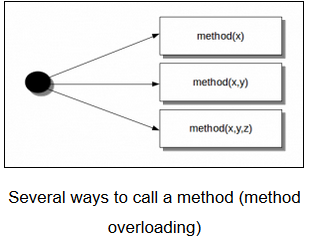 method(x)
method(x,y)
method(x,y,z)
Several ways to call a method (method
overloading)